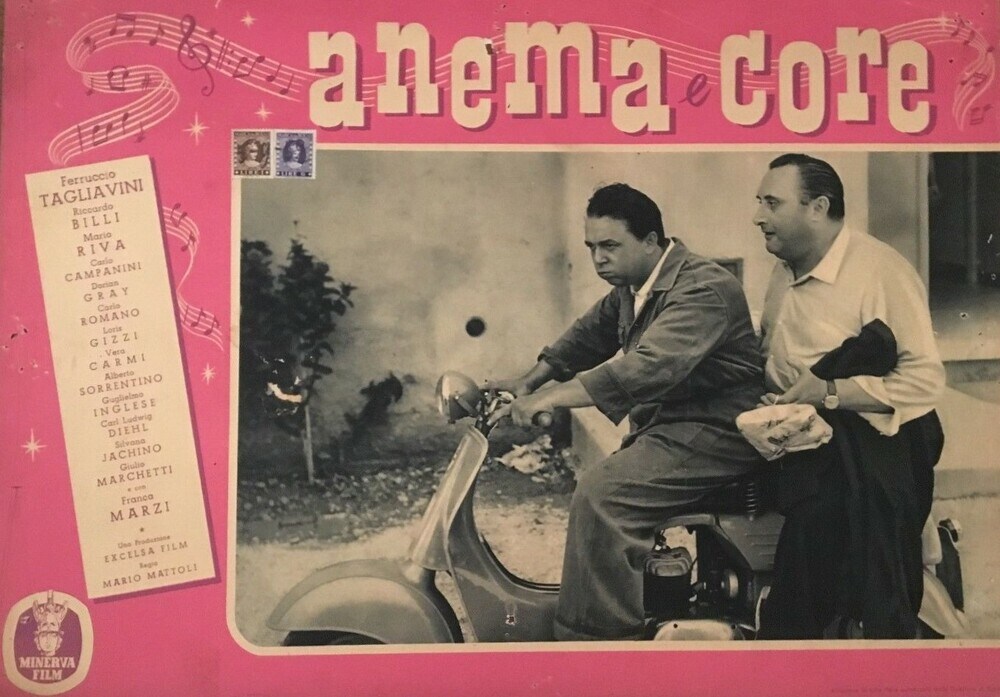 anema e core
Ferruccio
TAGLIAVINI
Riccardo
BILLI
Mario
RIVA
Carlo
CAMPANINI
Dorian
GRAY
Carlo
ROMANO
Loris
GIZZI
Vera
CARMI
Alberto
SORRENTINO
Guglielmo
INGLESE
Carl Ludwig
DIEHL
Silvana
JACHINO
Giulio
MARCHETTI
e con
Franca
MARZI
Una Produzione
EXCELSA FILM
Regia
MARIO MATTOLI
MINERVA
FILM